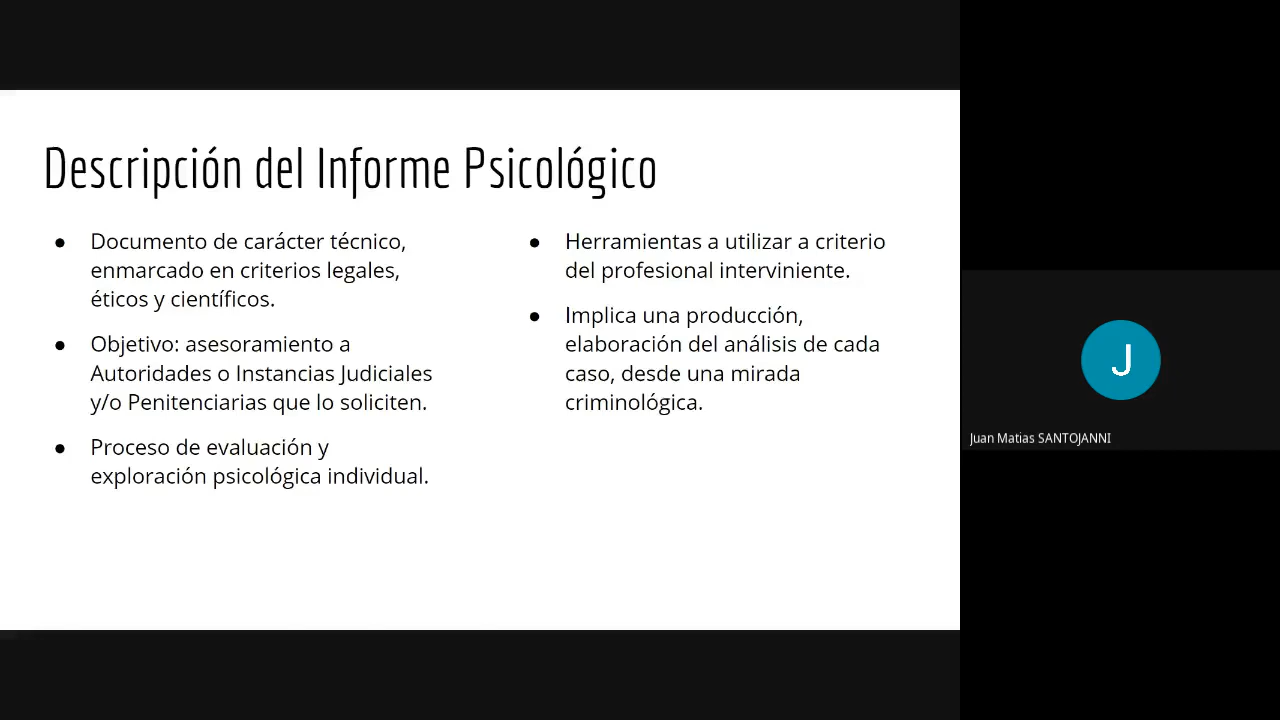 Descripción del Informe Psicológico
● Documento de carácter técnico,
enmarcado en criterios legales,
éticos y científicos.
● Objetivo: asesoramiento a
Autoridades o Instancias Judiciales
y/o Penitenciarias que lo soliciten.
● Proceso de evaluación y
exploración psicológica individual.
● Herramientas a utilizar a criterio
del profesional interviniente.
● Implica una producción,
elaboración del análisis de cada
caso, desde una mirada
criminológica.
J
Juan Matias SANTOJANNI